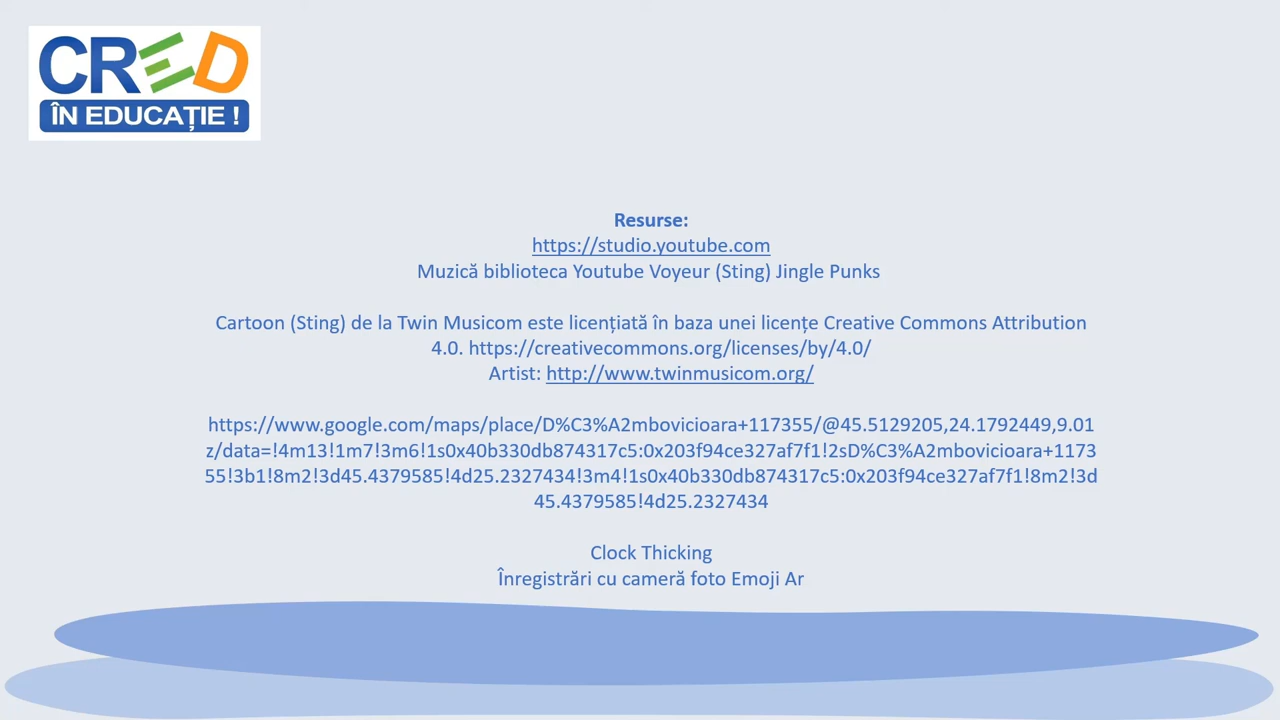 CRED
ÎN EDUCAȚIE !
Resurse:
https://studio.youtube.com
Muzică biblioteca Youtube Voyeur (Sting) Jingle Punks
Cartoon (Sting) de la Twin Musicom este licențiată în baza unei licențe Creative Commons Attribution
4.0. https://creativecommons.org/licenses/by/4.0/
Artist: http://www.twinmusicom.org/
https://www.google.com/maps/place/D%C3%A2mbovicioara+117355/@45.5129205,24.1792449,9.01
z/data=!4m13!1m7!3m6!1s0x40b330db874317c5:0x203f94ce327af7f1!2sD%C3%A2mbovicioara+1173
55!3b1!8m2!3d45.4379585!4d25.2327434!3m4!1s0x40b330db874317c5:0x203f94ce327af7f1!8m2!3d
45.4379585!4d25.2327434
Clock Thicking
Înregistrări cu cameră foto Emoji Ar